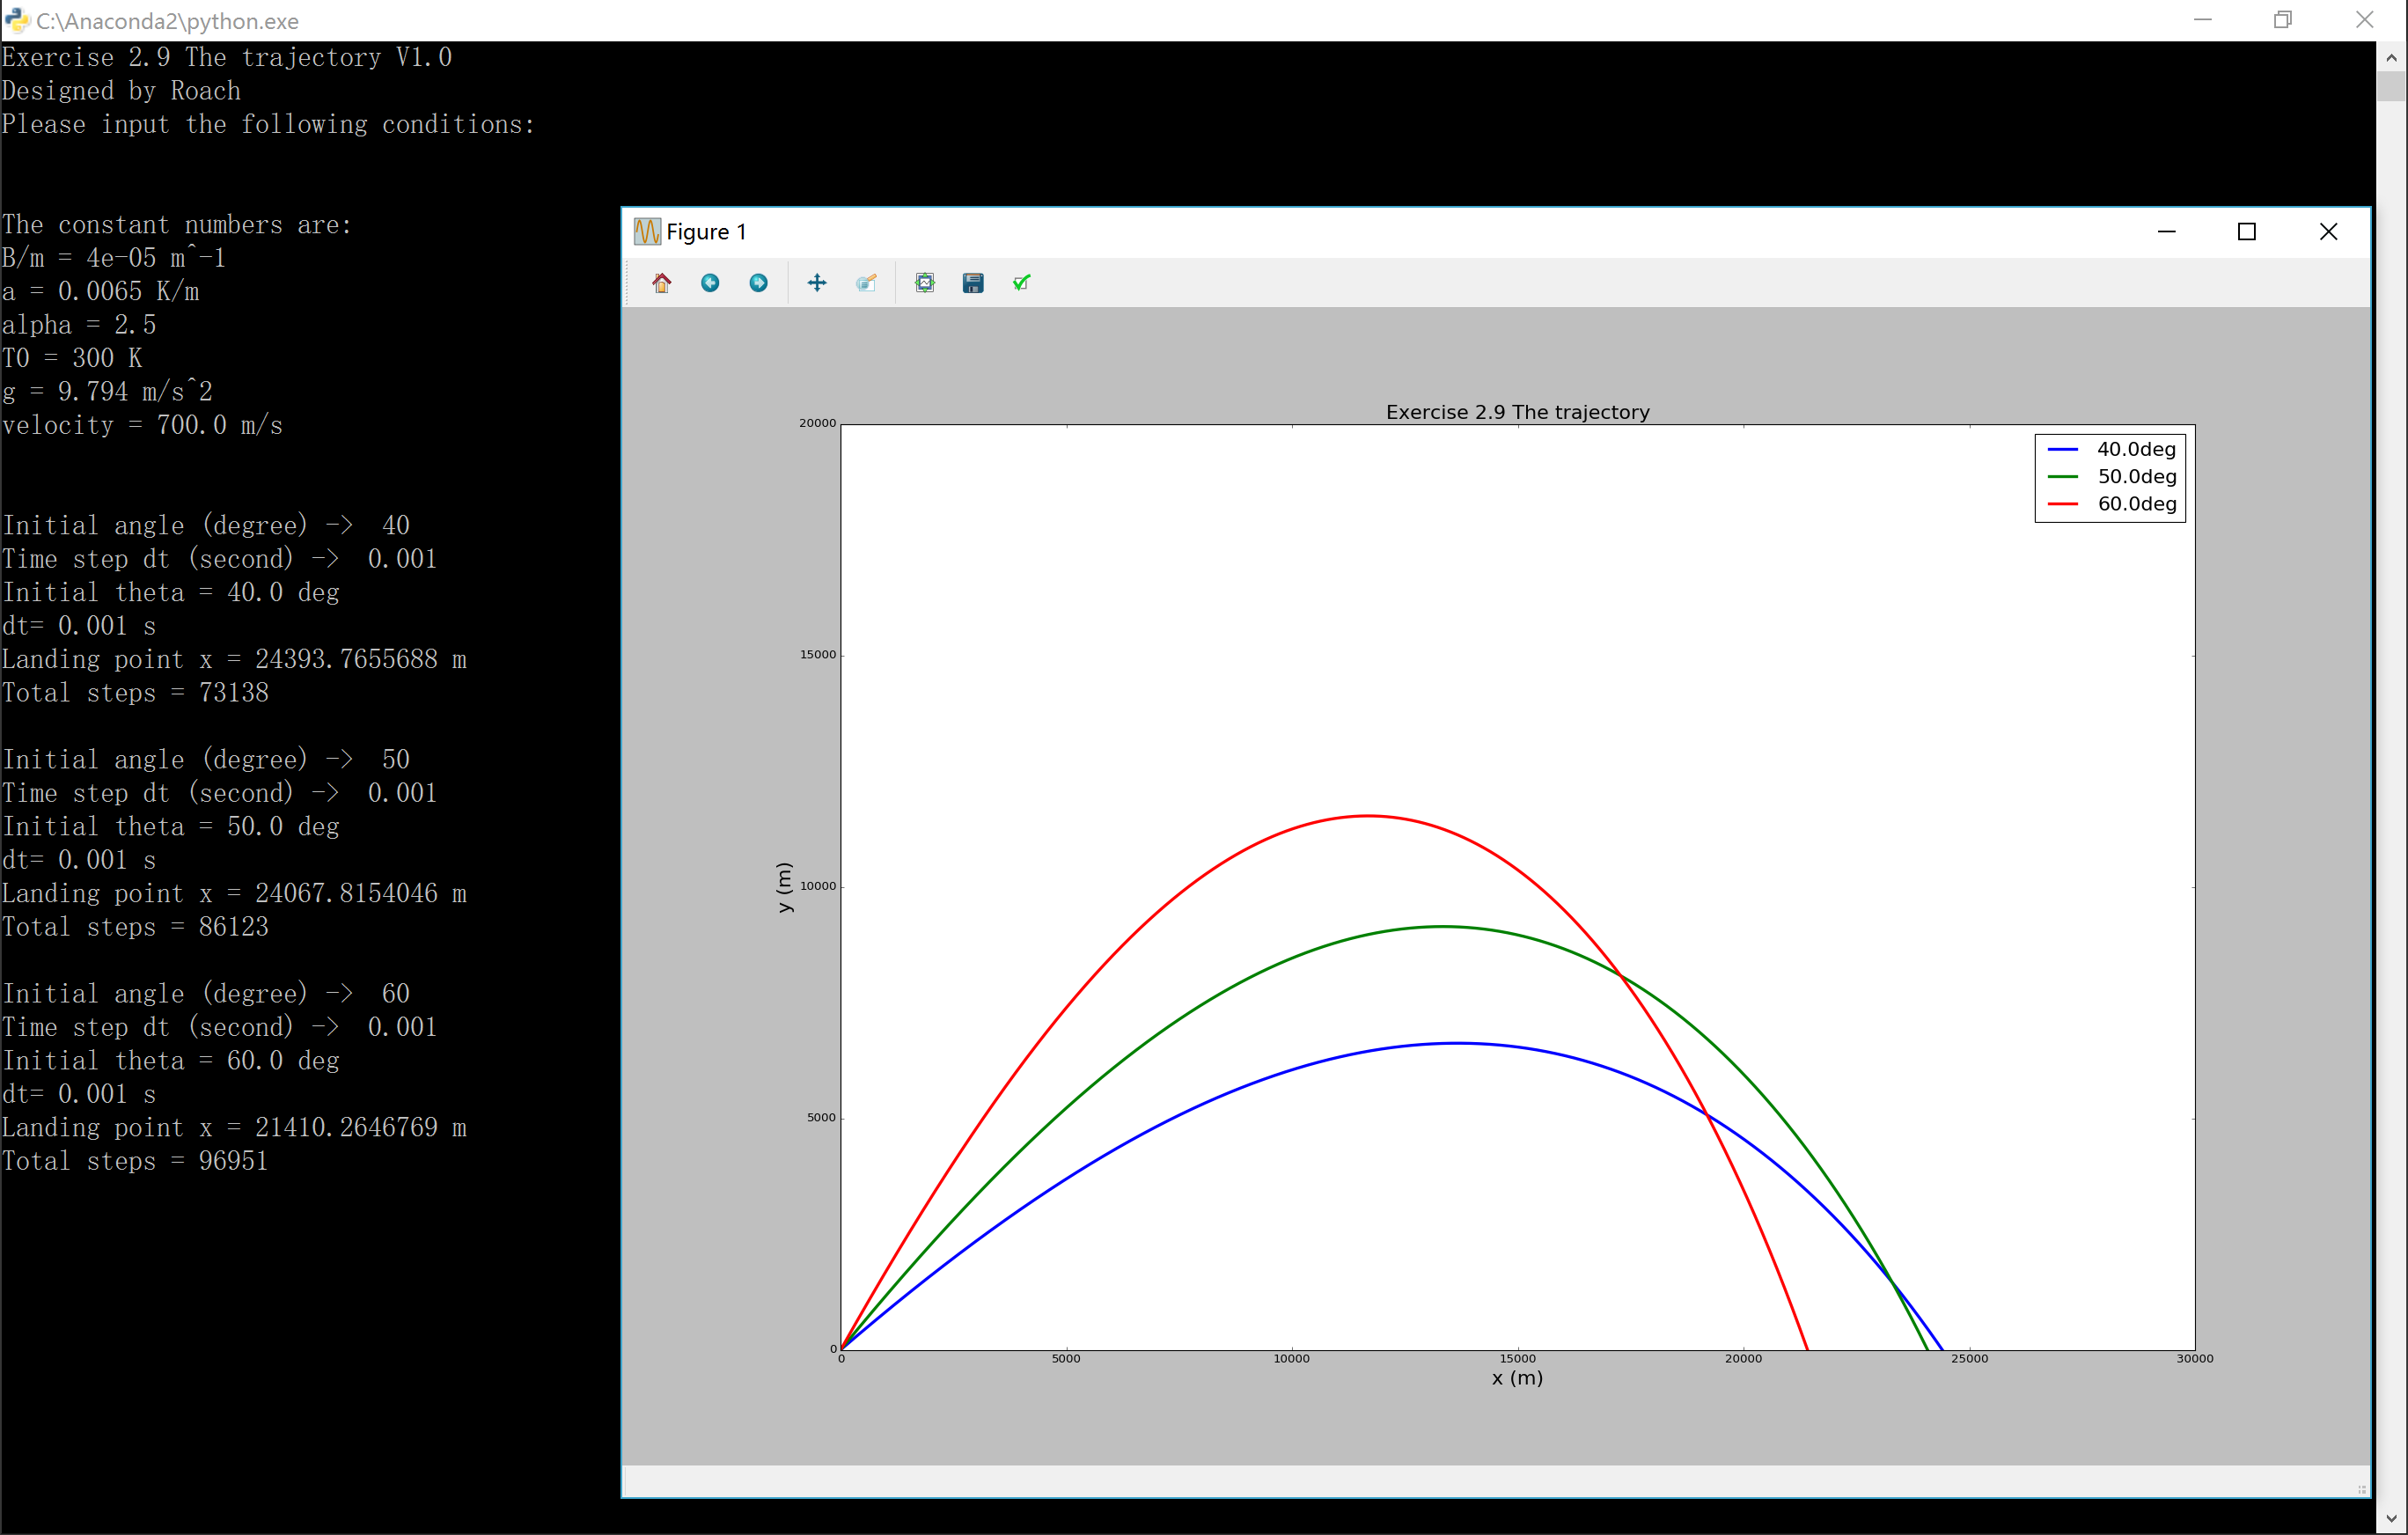 C:\Anaconda2\python.exe
Exercise 2.9 The trajectory V1.0
Designed by Roach
Please input the following conditions:
The constant numbers are:
B/m = 4e-05 m^-1
a = 0.0065 K/m
alpha = 2.5
T0 = 300 K
g = 9.794 m/s^2
velocity = 700.0 m/s
Initial angle (degree) ->  40
Time step dt (second) ->  0.001
Initial theta = 40.0 deg
dt= 0.001 s
Landing point x = 24393.7655688 m
Total steps = 73138
Initial angle (degree) ->  50
Time step dt (second) ->  0.001
Initial theta = 50.0 deg
dt= 0.001 s
Landing point x = 24067.8154046 m
Total steps = 86123
Initial angle (degree) ->  60
Time step dt (second) ->  0.001
Initial theta = 60.0 deg
dt= 0.001 s
Landing point x = 21410.2646769 m
Total steps = 96951
Figure 1
Exercise 2.9 The trajectory
40.0deg
50.0deg
60.0deg
20000
15000
10000
5000
0
y (m)
0 5000 10000 15000 20000 25000 30000
x (m)